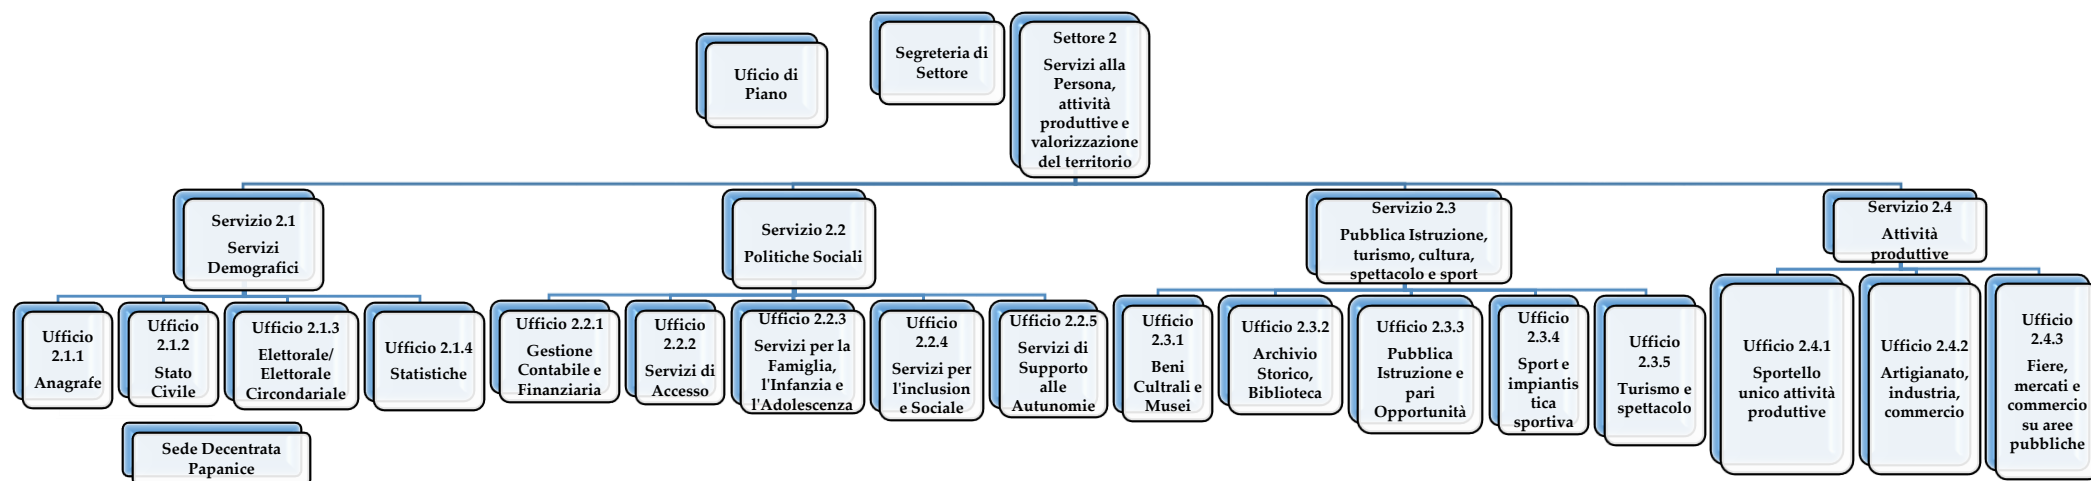 Uficio di
Piano
Segreteria di
Settore
Settore 2
Servizi alla
Persona,
attività
produttive e
valorizzazione
del territorio
Servizio 2.1
Servizi
Demografici
Servizio 2.2
Politiche Sociali
Servizio 2.3
Pubblica Istruzione,
turismo, cultura,
spettacolo e sport
Servizio 2.4
Attività
produttive
Ufficio
2.1.1
Anagrafe
Ufficio
2.1.2
Stato
Civile
Ufficio 2.1.3
Elettorale/
Elettorale
Circondariale
Ufficio 2.1.4
Statistiche
Ufficio 2.2.1
Gestione
Contabile e
Finanziaria
Ufficio
2.2.2
Servizi di
Accesso
Ufficio 2.2.3
Servizi per la
Famiglia,
l'Infanzia e
l'Adolescenza
Ufficio
2.2.4
Servizi per
l'inclusion
e Sociale
Ufficio 2.2.5
Servizi di
Supporto
alle
Autunomie
Ufficio
2.3.1
Beni
Cultrali e
Musei
Ufficio 2.3.2
Archivio
Storico,
Biblioteca
Ufficio 2.3.3
Pubblica
Istruzione e
pari
Opportunità
Ufficio
2.3.4
Sport e
impiantis
tica
sportiva
Ufficio
2.3.5
Turismo e
spettacolo
Ufficio 2.4.1
Sportello
unico attività
produttive
Ufficio 2.4.2
Artigianato,
industria,
commercio
Ufficio
2.4.3
Fiere,
mercati e
commercio
su aree
pubbliche
Sede Decentrata
Papanice